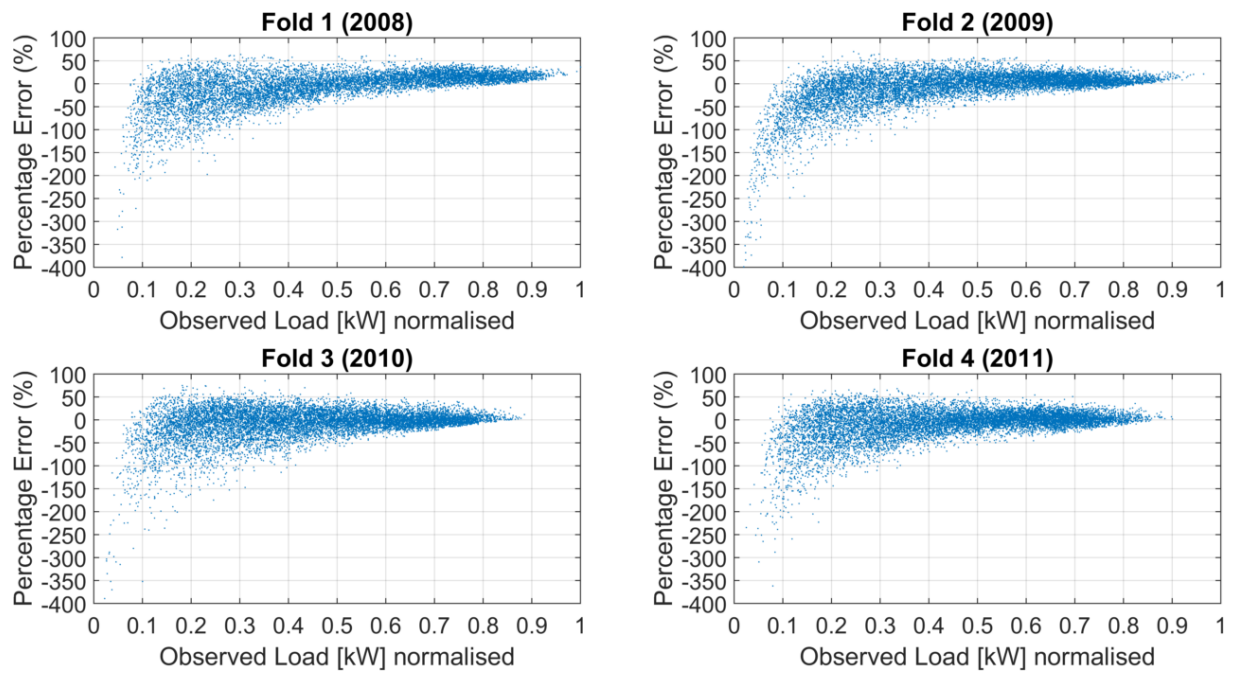 Fold 1 (2008)
Percentage Error (%)
100
50
0
-50
-100
-150
-200
-250
-300
-350
-400
0 0.1 0.2 0.3 0.4 0.5 0.6 0.7 0.8 0.9 1
Observed Load [kW] normalised
Fold 2 (2009)
Percentage Error (%)
100
50
0
-50
-100
-150
-200
-250
-300
-350
-400
0 0.1 0.2 0.3 0.4 0.5 0.6 0.7 0.8 0.9 1
Observed Load [kW] normalised
Fold 3 (2010)
Percentage Error (%)
100
50
0
-50
-100
-150
-200
-250
-300
-350
-400
0 0.1 0.2 0.3 0.4 0.5 0.6 0.7 0.8 0.9 1
Observed Load [kW] normalised
Fold 4 (2011)
Percentage Error (%)
100
50
0
-50
-100
-150
-200
-250
-300
-350
-400
0 0.1 0.2 0.3 0.4 0.5 0.6 0.7 0.8 0.9 1
Observed Load [kW] normalised